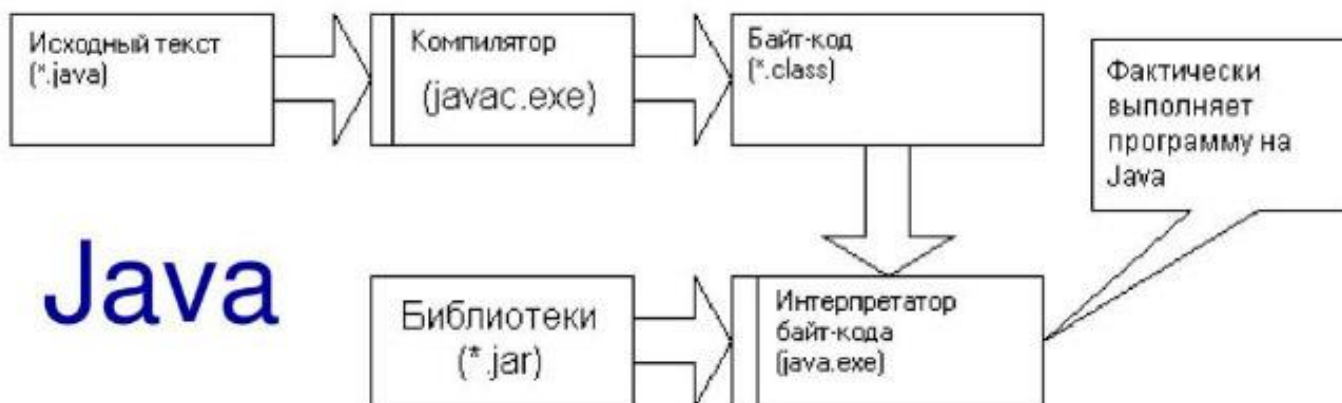 Исходный текст
(*.java)
Компилятор
(javac.exe)
Байт-код
(*.class)
Фактически
выполняет
программу на
Java
Java
Библиотеки
(*.jar)
Интерпретатор
байт-кода
(java.exe)